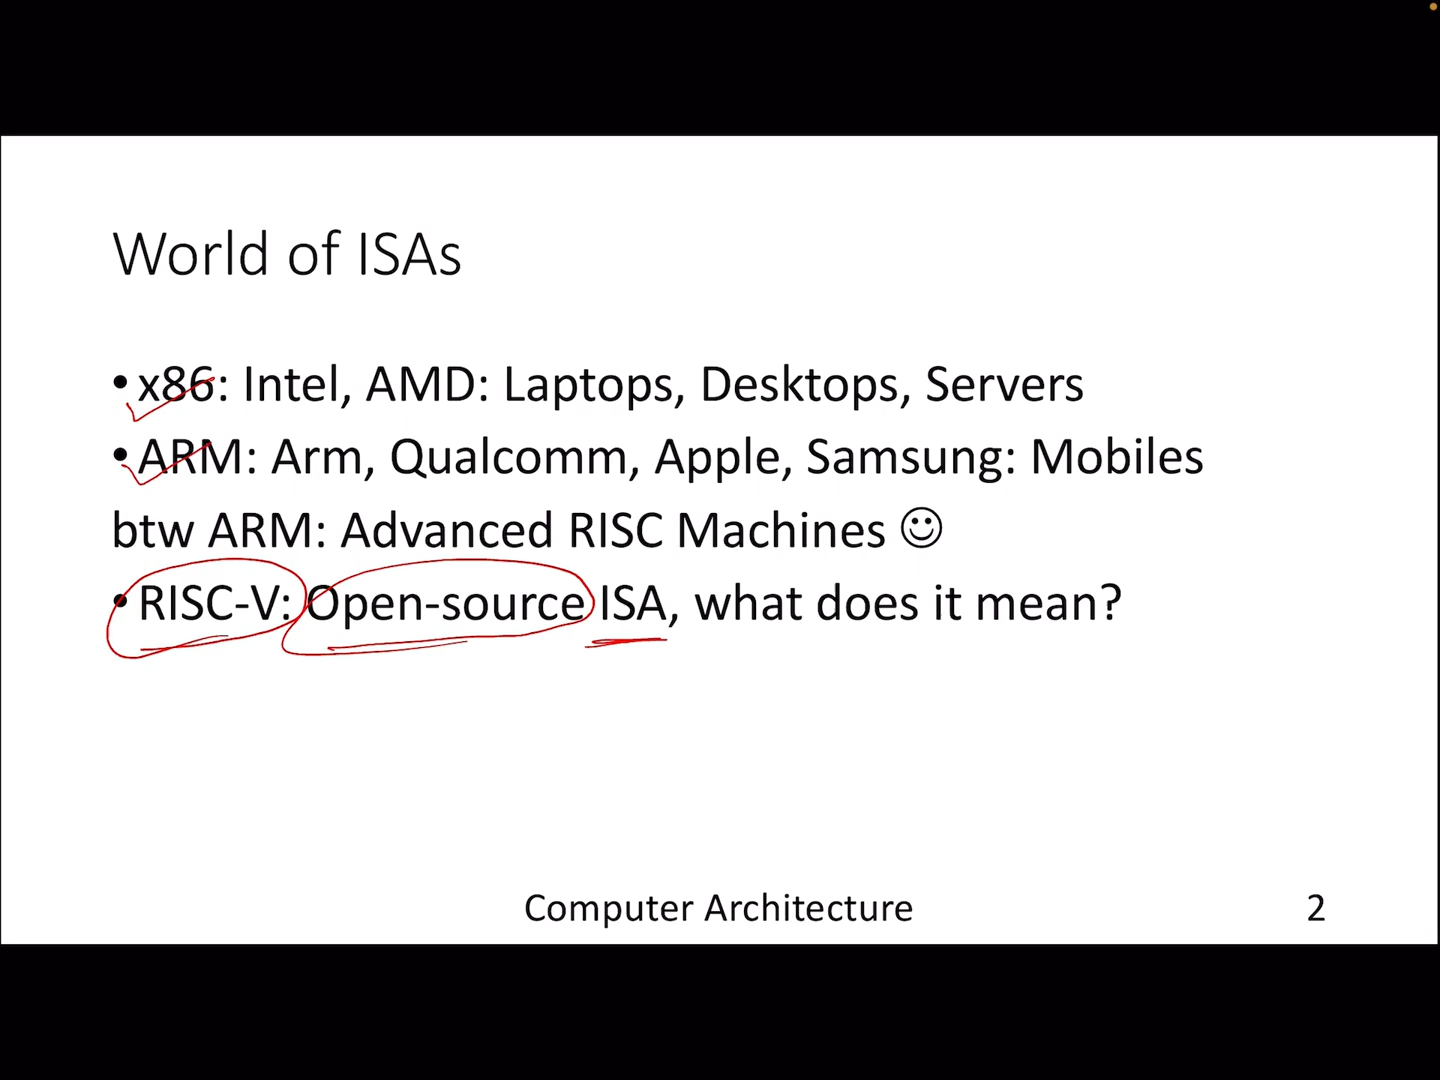 World of ISAs
•x86: Intel, AMD: Laptops, Desktops, Servers
•ARM: Arm, Qualcomm, Apple, Samsung: Mobiles
btw ARM: Advanced RISC Machines ☺
•RISC-V: Open-source ISA, what does it mean?
Computer Architecture
2